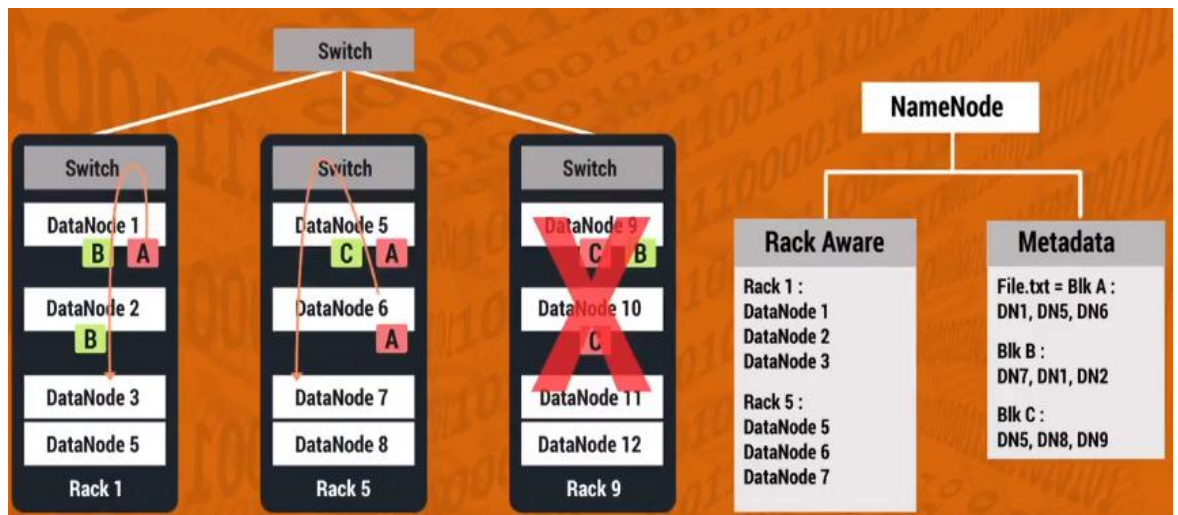 Switch
Switch
DataNode 1
B A
DataNode 2
B
DataNode 3
DataNode 5
Rack 1
Switch
DataNode 5
C A
DataNode 6
A
DataNode 7
DataNode 8
Rack 5
Switch
DataNode 9
C B
DataNode 10
C
DataNode 11
DataNode 12
Rack 9
NameNode
Rack Aware
Rack 1 :
DataNode 1
DataNode 2
DataNode 3
Rack 5 :
DataNode 5
DataNode 6
DataNode 7
Metadata
File.txt = Blk A :
DN1, DN5, DN6
Blk B :
DN7, DN1, DN2
Blk C :
DN5, DN8, DN9